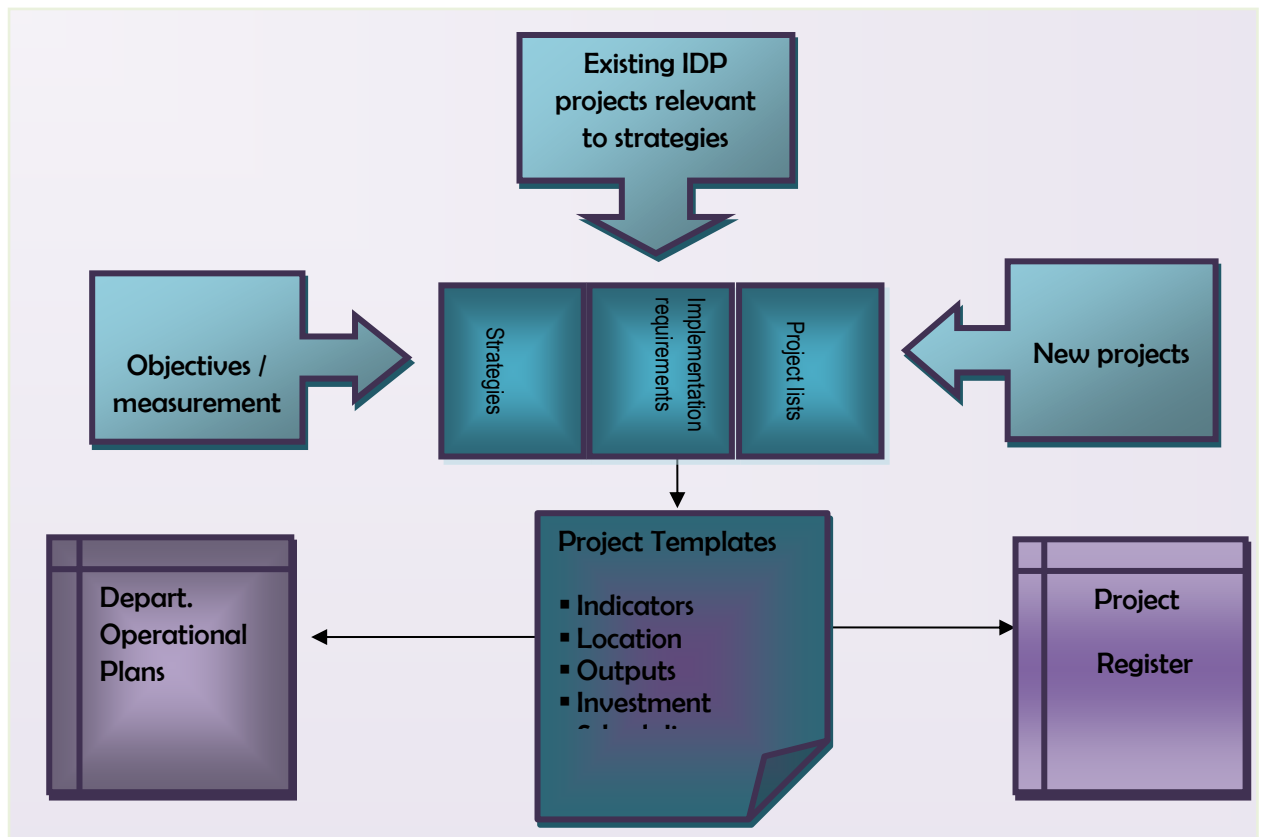 Existing IDP
projects relevant
to strategies
Objectives /
measurement
Strategies
Implementation
requirements
Project lists
New projects
Depart.
Operational
Plans
Project Templates
▪ Indicators
▪ Location
▪ Outputs
▪ Investment
Project
Register